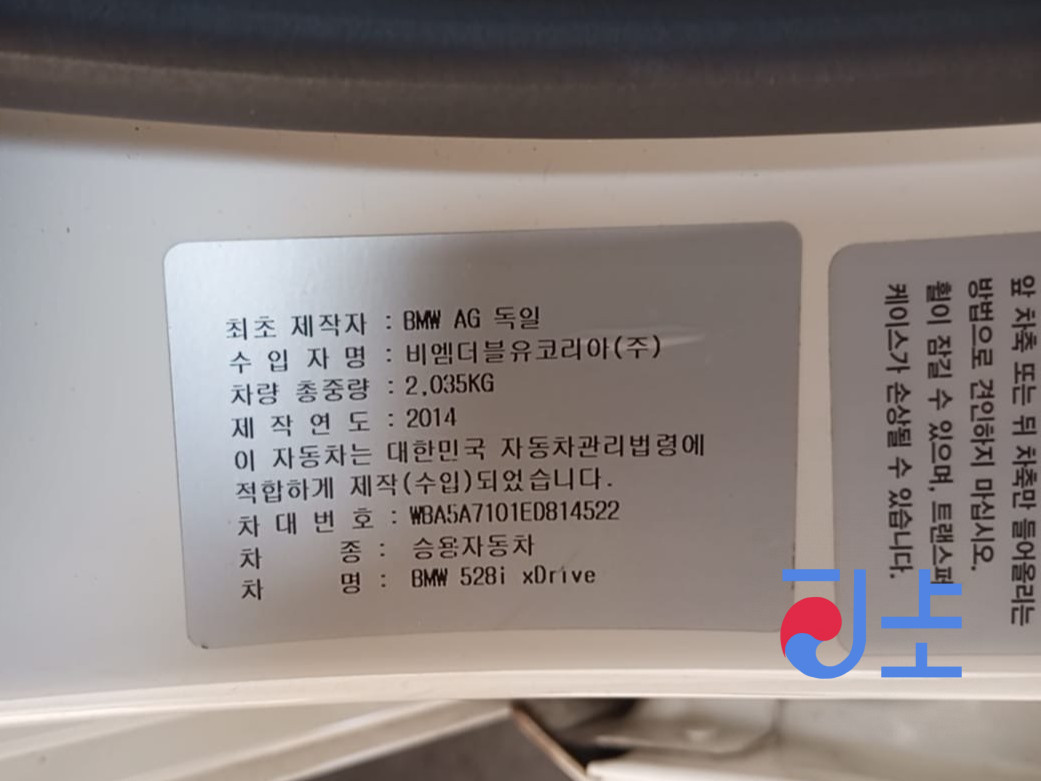 최초 제작자 : BMW AG 독일
수 입 자 명 : 비엠더블유코리아(주)
차량 총중량 : 2,035KG
제 작 연 도 : 2014
이 자동차는 대한민국 자동차관리법령에
적합하게 제작(수입)되었습니다.
차 대 번 호 : WBA5A7101ED814522
차 종 : 승용자동차
차 명 : BMW 528i xDrive
앞 차축 또는 뒤 차축만 들어올리는
방법으로 견인하지 마십시오.
휠이 잠길 수 있으며, 트랜스퍼
케이스가 손상될 수 있습니다.